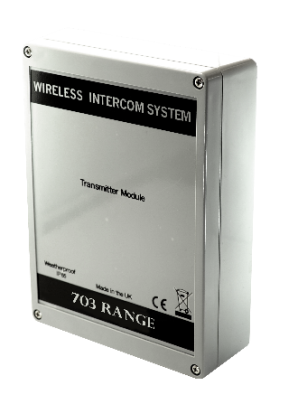 WIRELESS INTERCOM SYSTEM
Transmitter Module
Weatherproof
Made in the UK
CE
703 RANGE